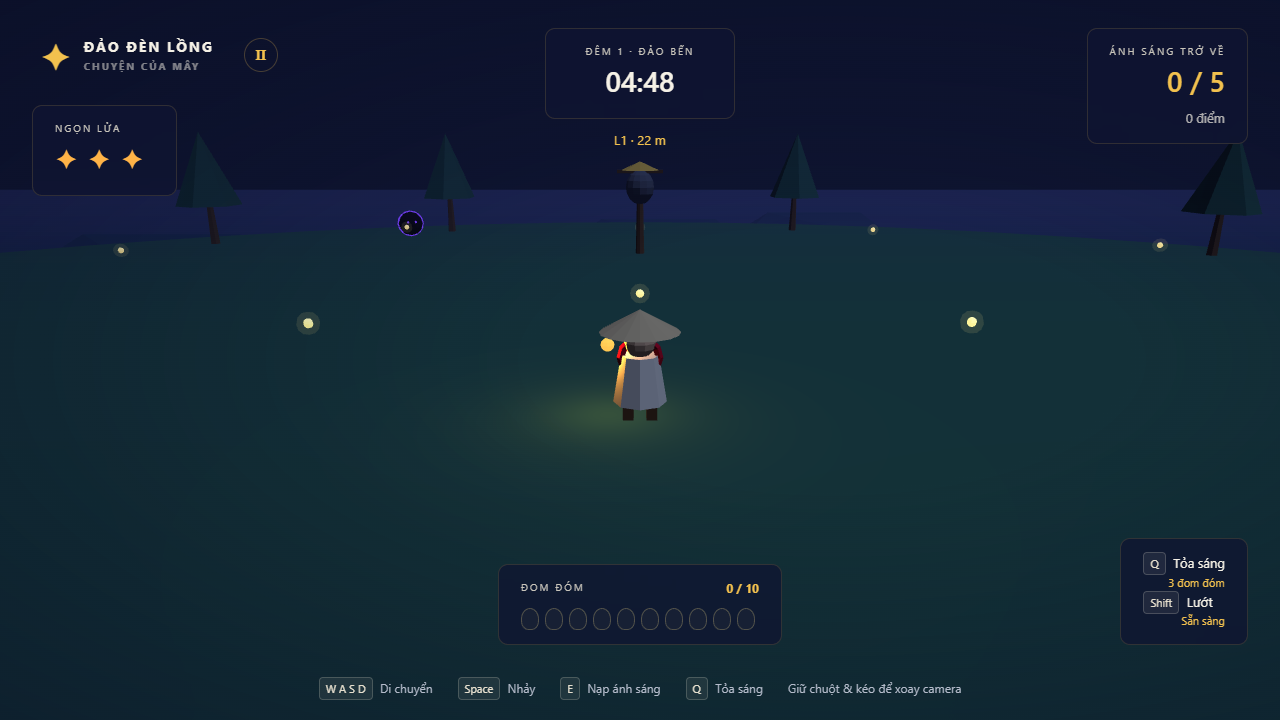 ĐẢO ĐÈN LỒNG
CHUYỆN CỦA MÂY
II
NGỌN LỬA
ĐÊM 1 · ĐẢO BẾN
04:48
L1 · 22 m
ÁNH SÁNG TRỞ VỀ
0 / 5
0 điểm
ĐOM ĐÓM 0 / 10
Q Tỏa sáng
3 đom đóm
Shift Lướt
Sẵn sàng
W A S D Di chuyển Space Nhảy E Nạp ánh sáng Q Tỏa sáng Giữ chuột & kéo để xoay camera